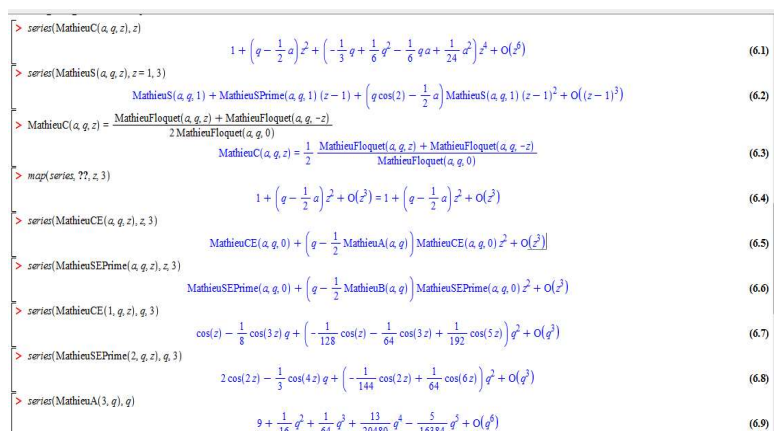 > series(MathieuC(a, q, z), z)
1 + (q − 1/2 a) z² + (−1/3 q + 1/6 q² − 1/6 q a + 1/24 a²) z⁴ + O(z⁶) (6.1)
> series(MathieuS(a, q, z), z = 1, 3)
MathieuS(a, q, 1) + MathieuSPrime(a, q, 1) (z − 1) + (q cos(2) − 1/2 a) MathieuS(a, q, 1) (z − 1)² + O((z − 1)³) (6.2)
> MathieuC(a, q, z) = (MathieuFloquet(a, q, z) + MathieuFloquet(a, q, −z)) / (2 MathieuFloquet(a, q, 0))
MathieuC(a, q, z) = 1/2 (MathieuFloquet(a, q, z) + MathieuFloquet(a, q, −z)) / MathieuFloquet(a, q, 0) (6.3)
> map(series, ??, z, 3)
1 + (q − 1/2 a) z² + O(z³) = 1 + (q − 1/2 a) z² + O(z³) (6.4)
> series(MathieuCE(a, q, z), z, 3)
MathieuCE(a, q, 0) + (q − 1/2 MathieuA(a, q)) MathieuCE(a, q, 0) z² + O(z³) (6.5)
> series(MathieuSEPrime(a, q, z), z, 3)
MathieuSEPrime(a, q, 0) + (q − 1/2 MathieuB(a, q)) MathieuSEPrime(a, q, 0) z² + O(z³) (6.6)
> series(MathieuCE(1, q, z), q, 3)
cos(z) − 1/8 cos(3 z) q + (−1/128 cos(z) − 1/64 cos(3 z) + 1/192 cos(5 z)) q² + O(q³) (6.7)
> series(MathieuSEPrime(2, q, z), q, 3)
2 cos(2 z) − 1/3 cos(4 z) q + (−1/144 cos(2 z) + 1/64 cos(6 z)) q² + O(q³) (6.8)
> series(MathieuA(3, q), q)
9 + 1/16 q² + 1/64 q³ + 13/20480 q⁴ − 5/16384 q⁵ + O(q⁶) (6.9)